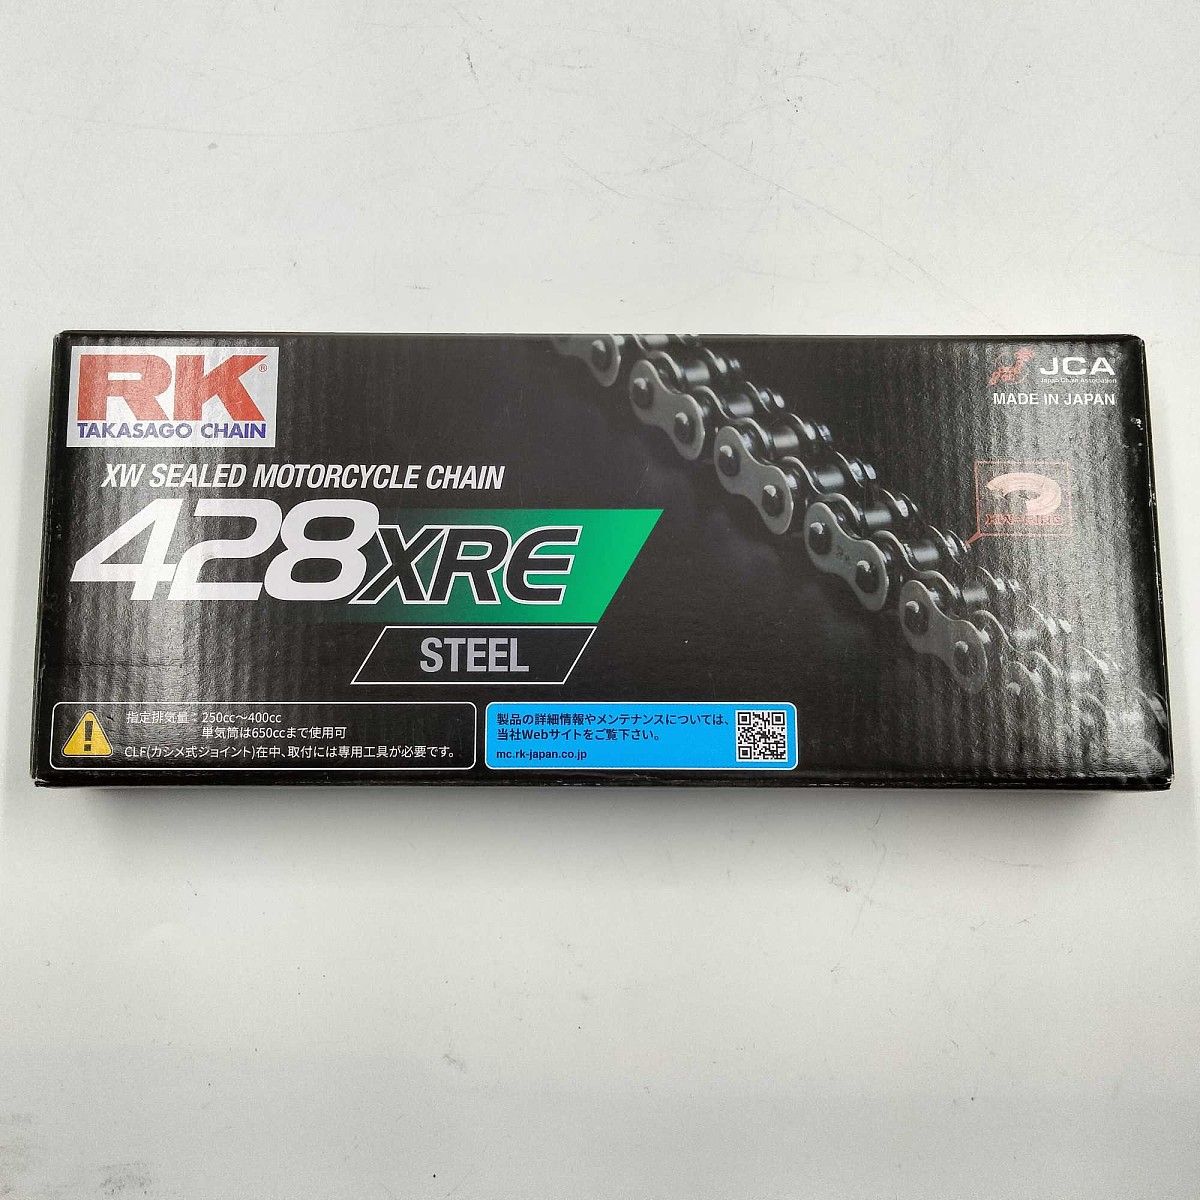 RK®
TAKASAGO CHAIN
JCA
Japan Chain Association
MADE IN JAPAN
XW SEALED MOTORCYCLE CHAIN
428XRE
STEEL
XW-RING
指定排気量：250cc～400cc
単気筒は650ccまで使用可
CLF(カシメ式ジョイント)在中、取付には専用工具が必要です。
製品の詳細情報やメンテナンスについては、
当社Webサイトをご覧下さい。
mc.rk-japan.co.jp